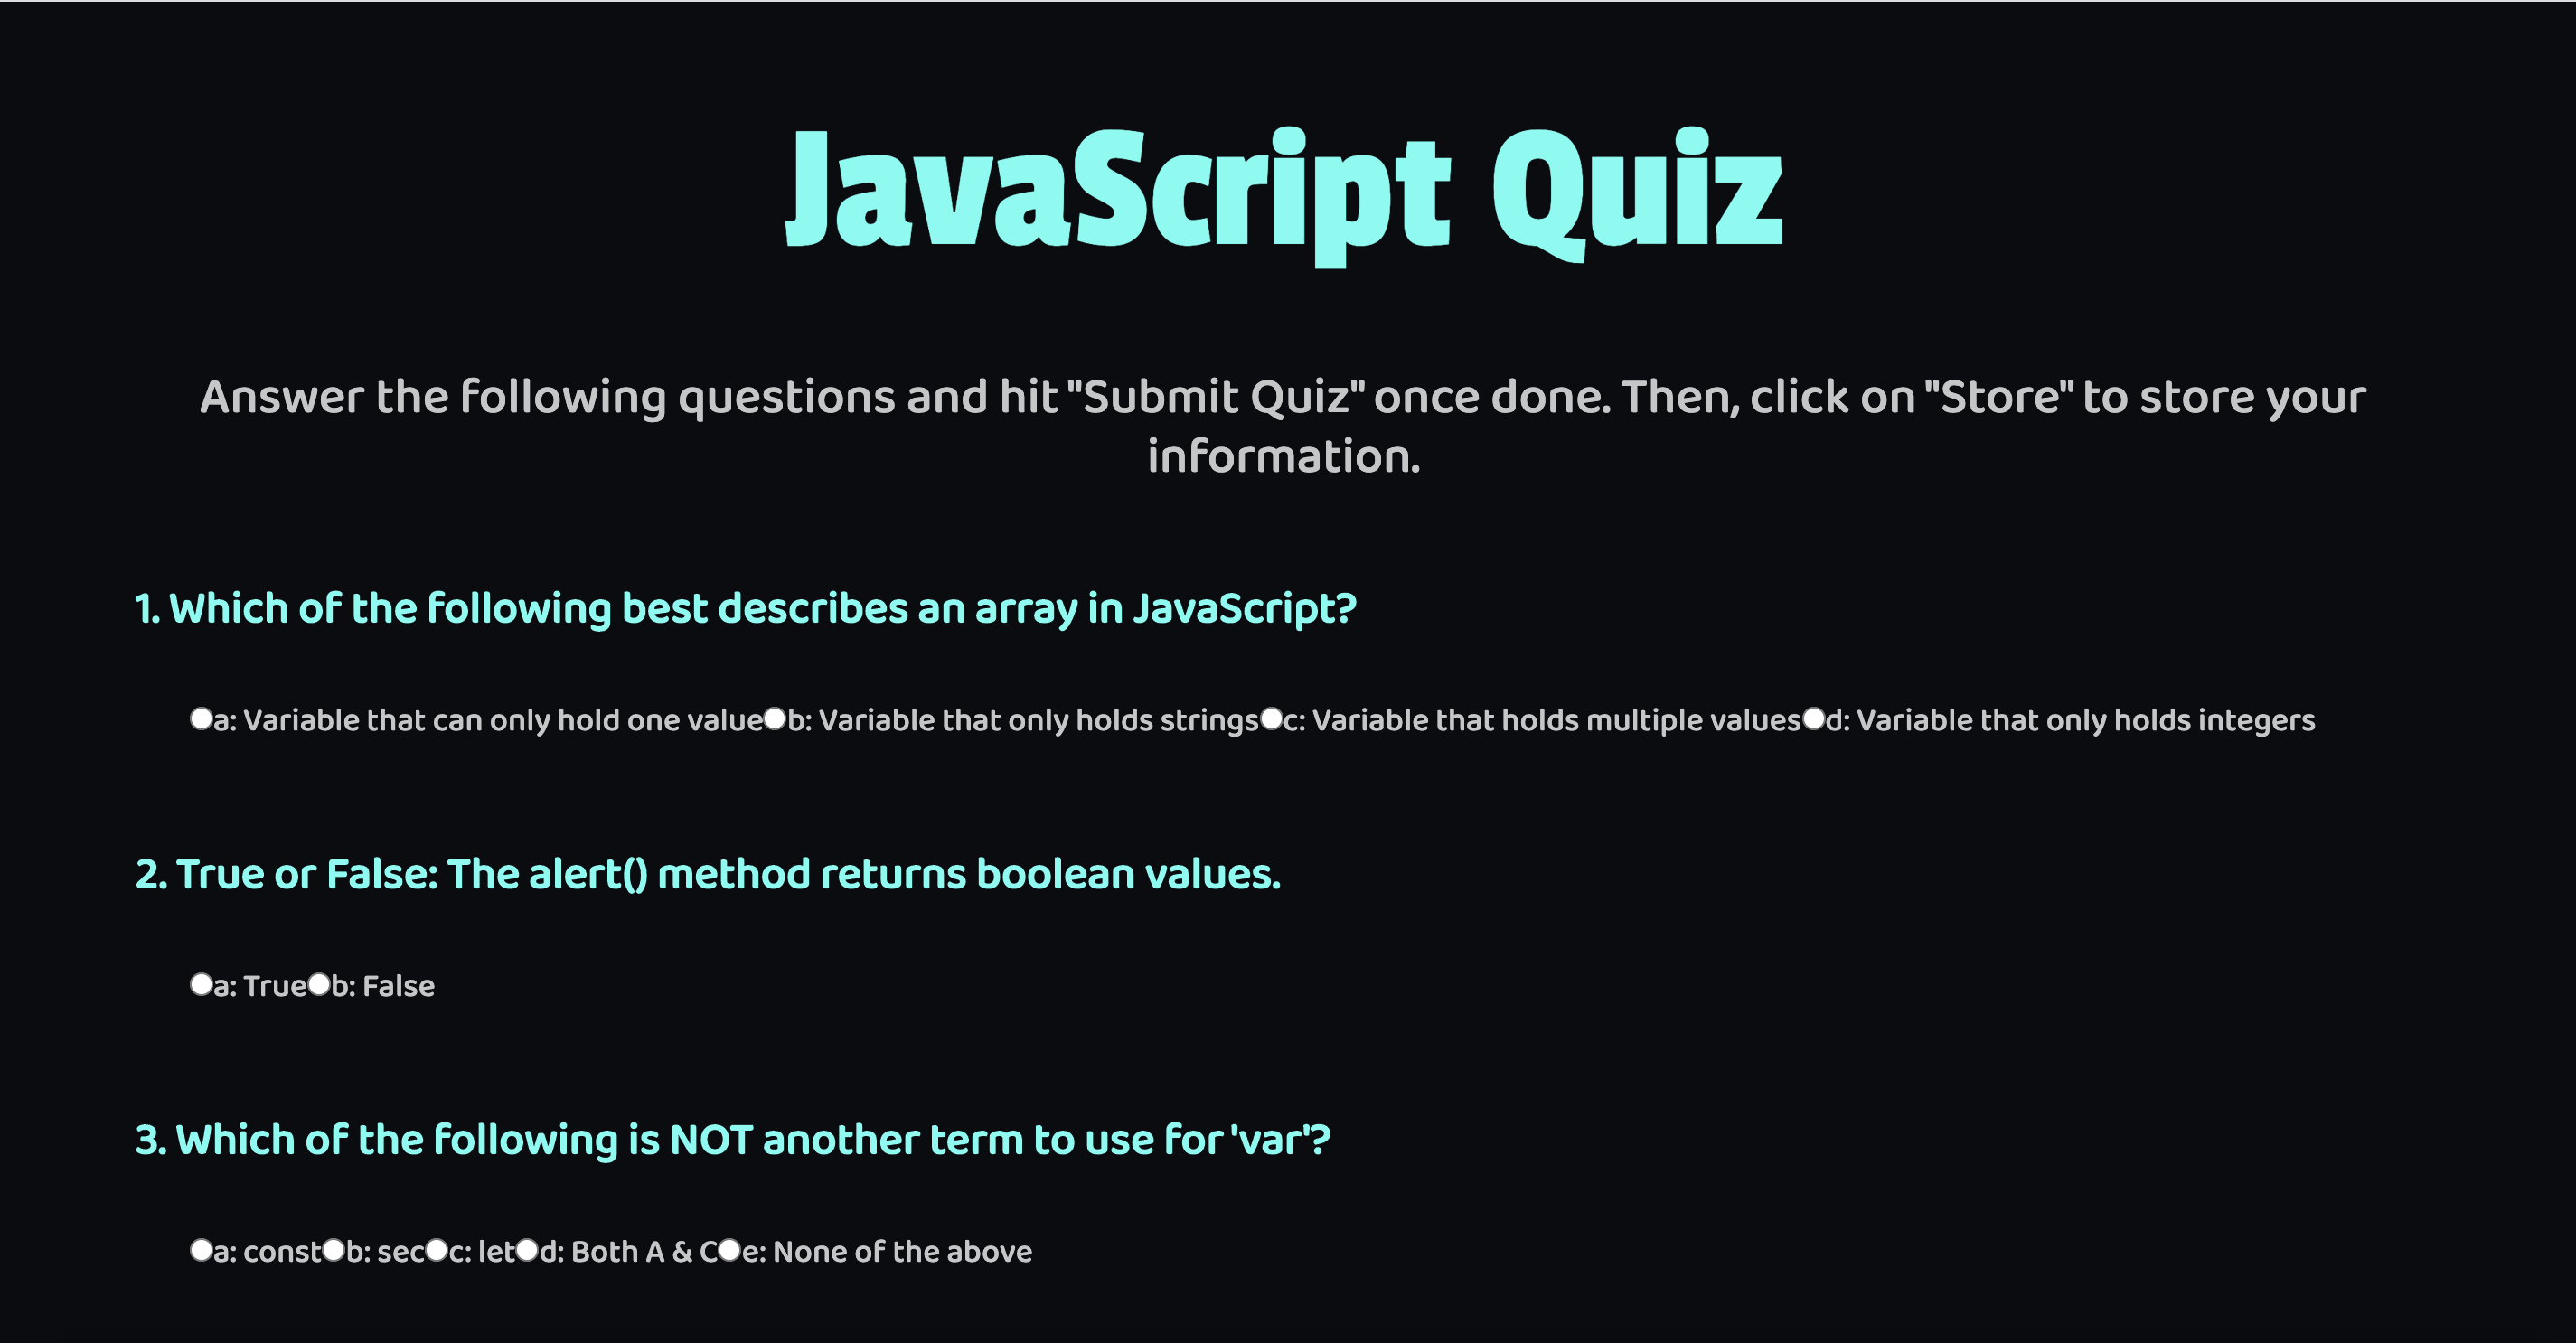 JavaScript Quiz
Answer the following questions and hit "Submit Quiz" once done. Then, click on "Store" to store your
information.
1. Which of the following best describes an array in JavaScript?
a: Variable that can only hold one value b: Variable that only holds strings c: Variable that holds multiple values d: Variable that only holds integers
2. True or False: The alert() method returns boolean values.
a: True b: False
3. Which of the following is NOT another term to use for 'var'?
a: const b: sec c: let d: Both A & C e: None of the above